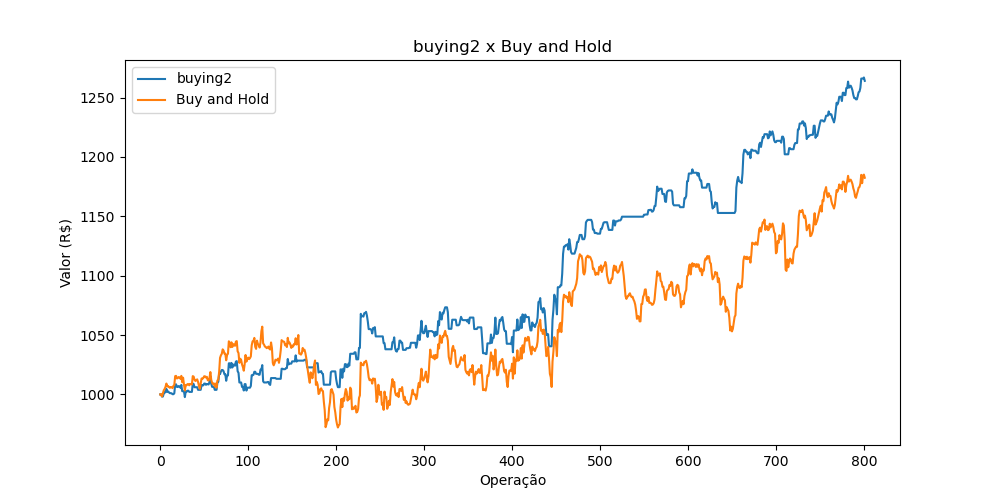 buying2 x Buy and Hold
buying2
Buy and Hold
Valor (R$)
1250
1200
1150
1100
1050
1000
0 100 200 300 400 500 600 700 800
Operação